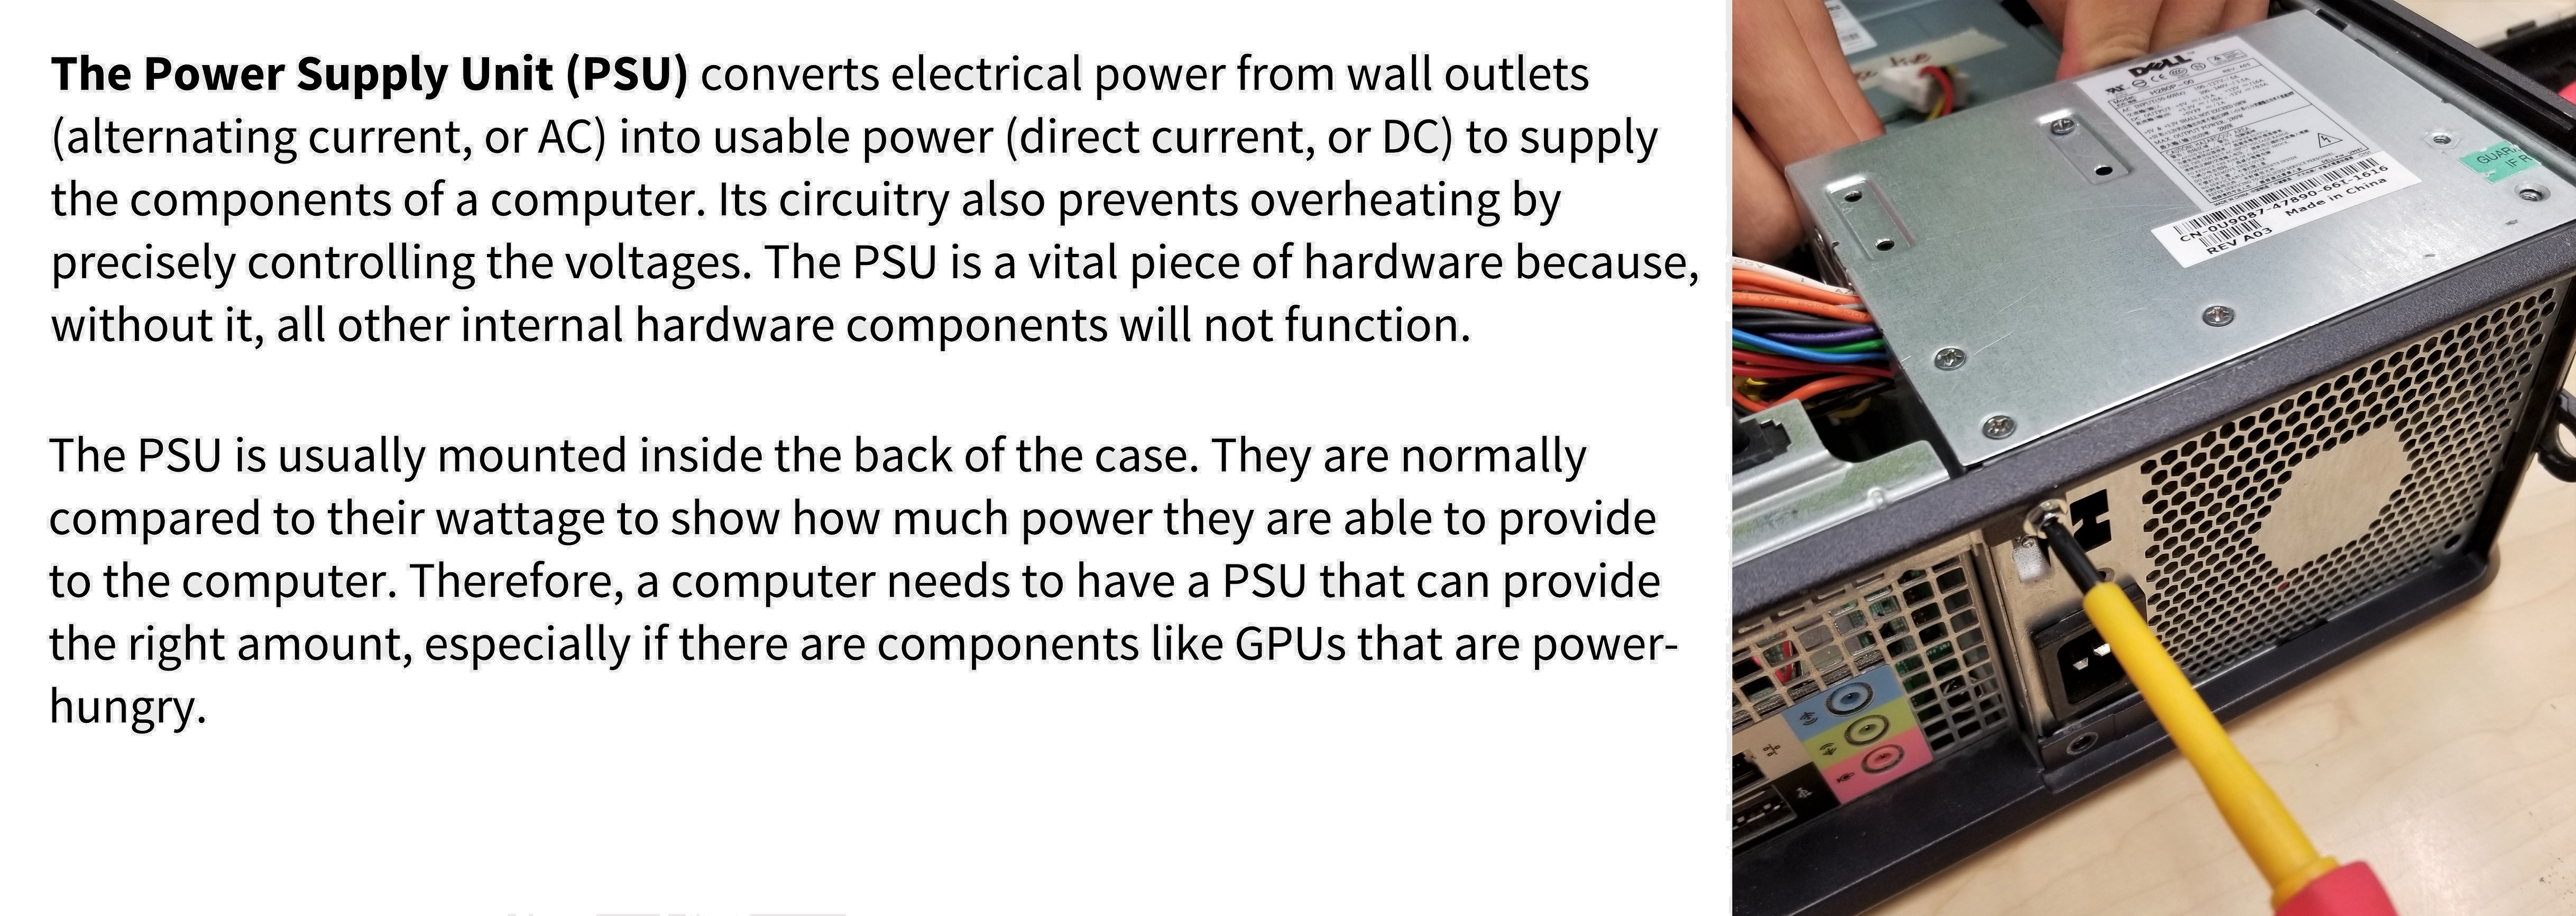 The Power Supply Unit (PSU) converts electrical power from wall outlets
(alternating current, or AC) into usable power (direct current, or DC) to supply
the components of a computer. Its circuitry also prevents overheating by
precisely controlling the voltages. The PSU is a vital piece of hardware because,
without it, all other internal hardware components will not function.
The PSU is usually mounted inside the back of the case. They are normally
compared to their wattage to show how much power they are able to provide
to the computer. Therefore, a computer needs to have a PSU that can provide
the right amount, especially if there are components like GPUs that are power-
hungry.
DELL
CN-0U9087-47890-66T-1616
REV A03
Made in China